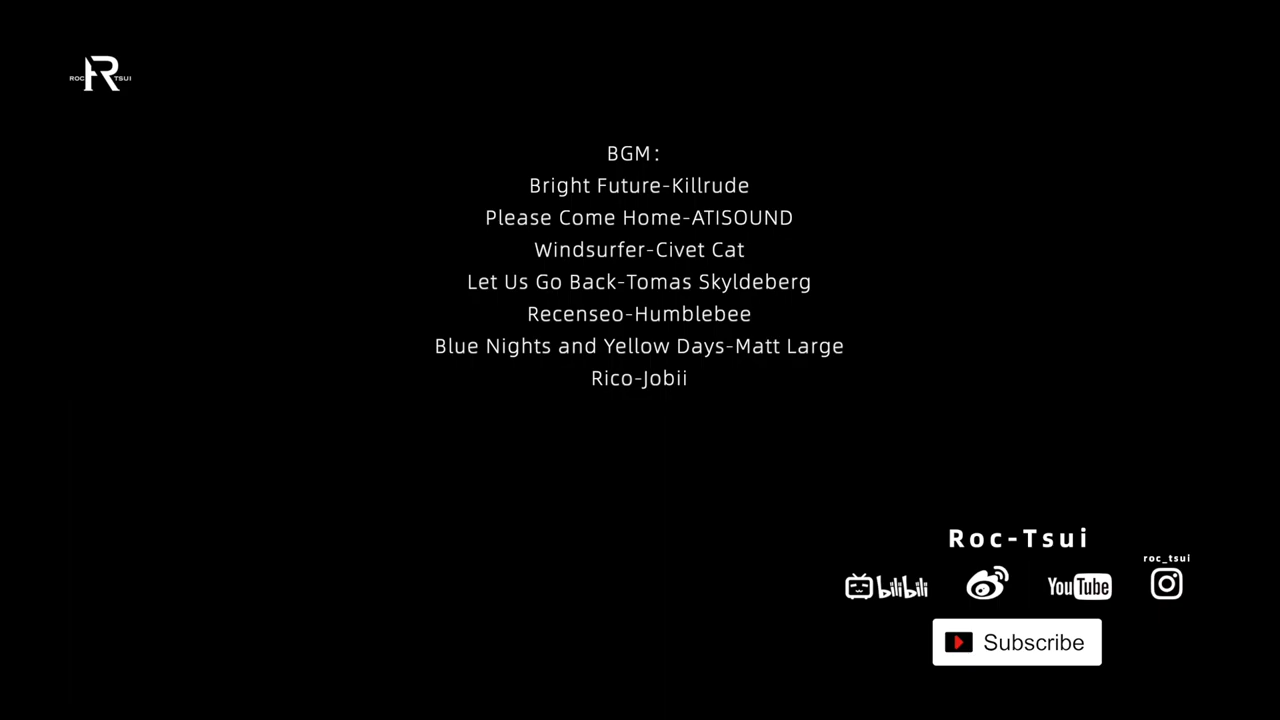 ROC R TSUI
BGM：
Bright Future-Killrude
Please Come Home-ATISOUND
Windsurfer-Civet Cat
Let Us Go Back-Tomas Skyldeberg
Recenseo-Humblebee
Blue Nights and Yellow Days-Matt Large
Rico-Jobii
Roc-Tsui
roc_tsui
bilibili YouTube
Subscribe